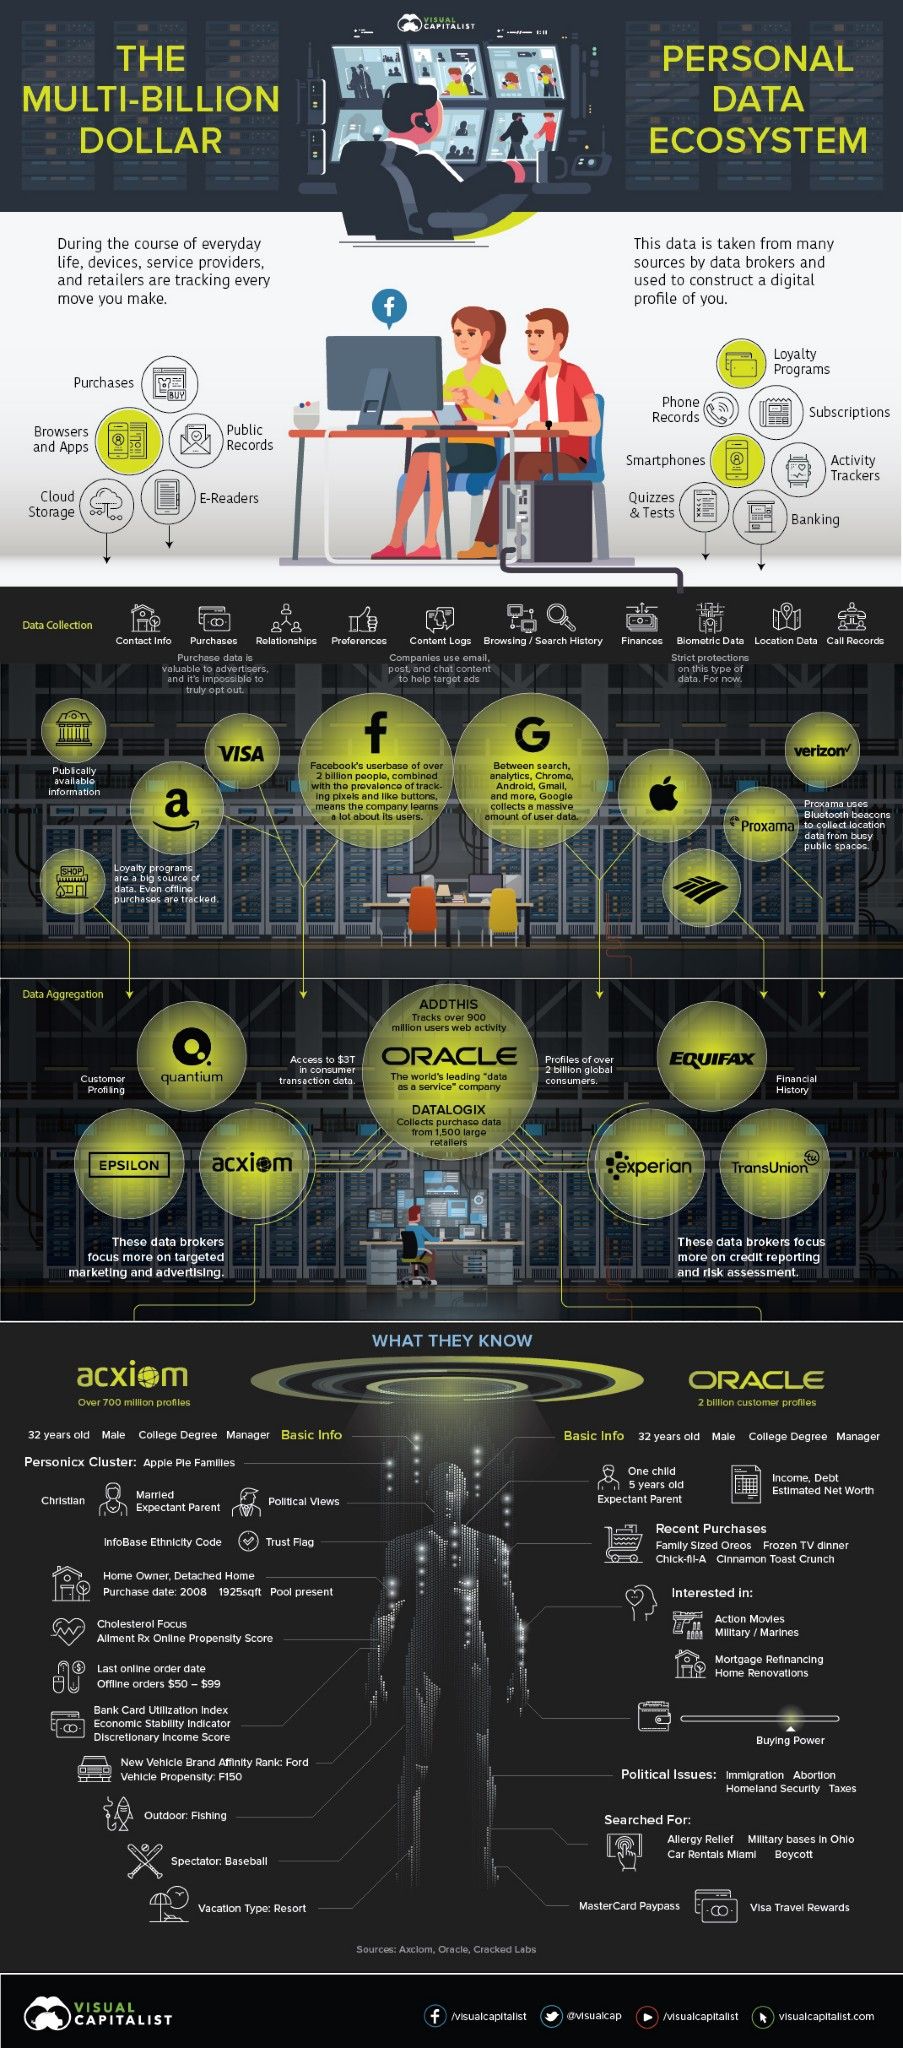 VISUAL
CAPITALIST
THE
MULTI-BILLION
DOLLAR
PERSONAL
DATA
ECOSYSTEM
During the course of everyday
life, devices, service providers,
and retailers are tracking every
move you make.
This data is taken from many
sources by data brokers and
used to construct a digital
profile of you.
Purchases
BUY
Browsers
and Apps
Public
Records
Cloud
Storage
E-Readers
Loyalty
Programs
Phone
Records
Subscriptions
Smartphones
Activity
Trackers
Quizzes
& Tests
Banking
Data Collection
Contact Info
Purchases
Relationships
Preferences
Content Logs
Browsing / Search History
Finances
Biometric Data
Location Data
Call Records
Purchase data is
valuable to advertisers,
and it's impossible to
truly opt out.
Companies use email,
post, and chat content
to help target ads
Strict protections
on this type of
data. For now.
Publically
available
information
VISA
a
f
Facebook's userbase of over
2 billion people, combined
with the prevalence of track-
ing pixels and like buttons,
means the company learns
a lot about its users.
G
Between search,
analytics, Chrome,
Android, Gmail,
and more, Google
collects a massive
amount of user data.
verizon
Proxama
Proxama uses
Bluetooth beacons
to collect location
data from busy
public spaces.
SHOP
Loyalty programs
are a big source of
data. Even offline
purchases are tracked.
Data Aggregation
quantium
Customer
Profiling
Access to $3T
in consumer
transaction data.
ADDTHIS
Tracks over 900
million users web activity
ORACLE
The world's leading "data
as a service" company
DATALOGIX
Collects purchase data
from 1,500 large
retailers
Profiles of over
2 billion global
consumers.
EQUIFAX
Financial
History
EPSILON
acxiom
experian
TransUnion
tu
These data brokers
focus more on targeted
marketing and advertising.
These data brokers focus
more on credit reporting
and risk assessment.
WHAT THEY KNOW
acxiom
Over 700 million profiles
ORACLE
2 billion customer profiles
32 years old Male College Degree Manager Basic Info
Personicx Cluster: Apple Pie Families
Christian
Married
Expectant Parent
Political Views
InfoBase Ethnicity Code
Trust Flag
Home Owner, Detached Home
Purchase date: 2008 1925sqft Pool present
Cholesterol Focus
Ailment Rx Online Propensity Score
Last online order date
Offline orders $50 – $99
Bank Card Utilization Index
Economic Stability Indicator
Discretionary Income Score
New Vehicle Brand Affinity Rank: Ford
Vehicle Propensity: F150
Outdoor: Fishing
Spectator: Baseball
Vacation Type: Resort
Basic Info 32 years old Male College Degree Manager
One child
5 years old
Expectant Parent
Income, Debt
Estimated Net Worth
Recent Purchases
Family Sized Oreos Frozen TV dinner
Chick-fil-A Cinnamon Toast Crunch
Interested in:
Action Movies
Military / Marines
Mortgage Refinancing
Home Renovations
Buying Power
Political Issues: Immigration Abortion
Homeland Security Taxes
Searched For:
Allergy Relief Military bases in Ohio
Car Rentals Miami Boycott
MasterCard Paypass
Visa Travel Rewards
Sources: Axciom, Oracle, Cracked Labs
VISUAL
CAPITALIST
/visualcapitalist
@visualcap
/visualcapitalist
visualcapitalist.com